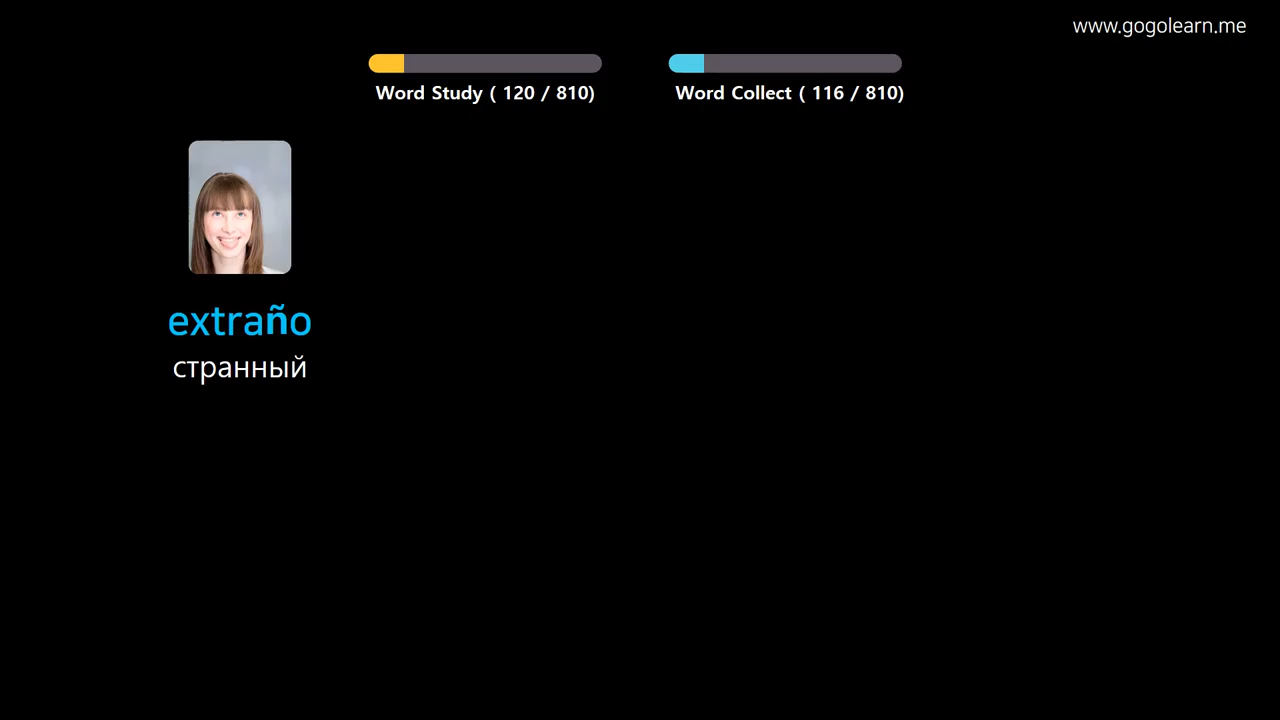 www.gogolearn.me
Word Study ( 120 / 810)
Word Collect ( 116 / 810)
extraño
странный